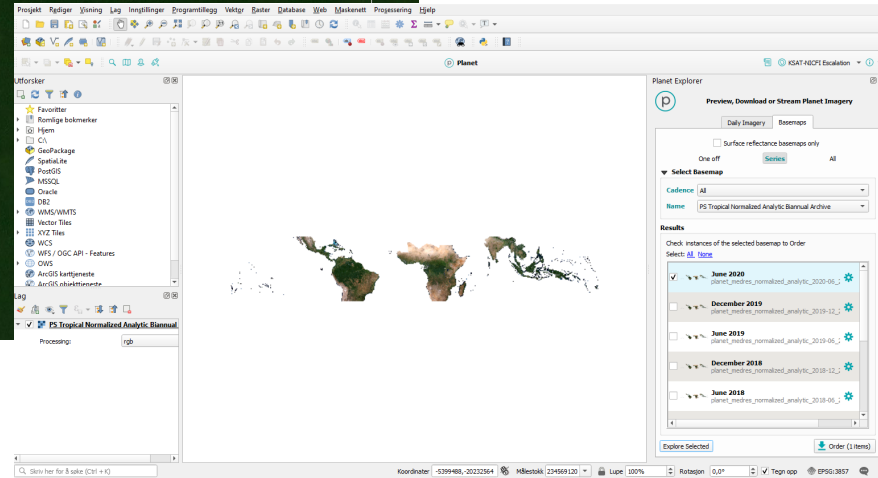 Prosjekt Rediger Visning Lag Innstillinger Programtillegg Vektor Raster Database Web Maskenett Prosessering Hjelp
Planet
KSAT-NICFI Escalation
Utforsker
Favoritter
Romlige bokmerker
Hjem
C:\
GeoPackage
SpatiaLite
PostGIS
MSSQL
Oracle
DB2
WMS/WMTS
Vector Tiles
XYZ Tiles
WCS
WFS / OGC API - Features
OWS
ArcGIS karttjeneste
ArcGIS objekttjeneste
Lag
PS Tropical Normalized Analytic Biannual
Processing: rgb
Planet Explorer
Preview, Download or Stream Planet Imagery
Daily Imagery Basemaps
Surface reflectance basemaps only
One off Series All
Select Basemap
Cadence All
Name PS Tropical Normalized Analytic Biannual Archive
Results
Check instances of the selected basemap to Order
Select: All None
June 2020
planet_medres_normalized_analytic_2020-06_
December 2019
planet_medres_normalized_analytic_2019-12_
June 2019
planet_medres_normalized_analytic_2019-06_
December 2018
planet_medres_normalized_analytic_2018-12_
June 2018
planet_medres_normalized_analytic_2018-06_
Explore Selected Order (1 items)
Skriv her for å søke (Ctrl + K) Koordinater -5399488,-20232564 Målestokk 234569120 Lupe 100% Rotasjon 0,0° Tegn opp EPSG:3857